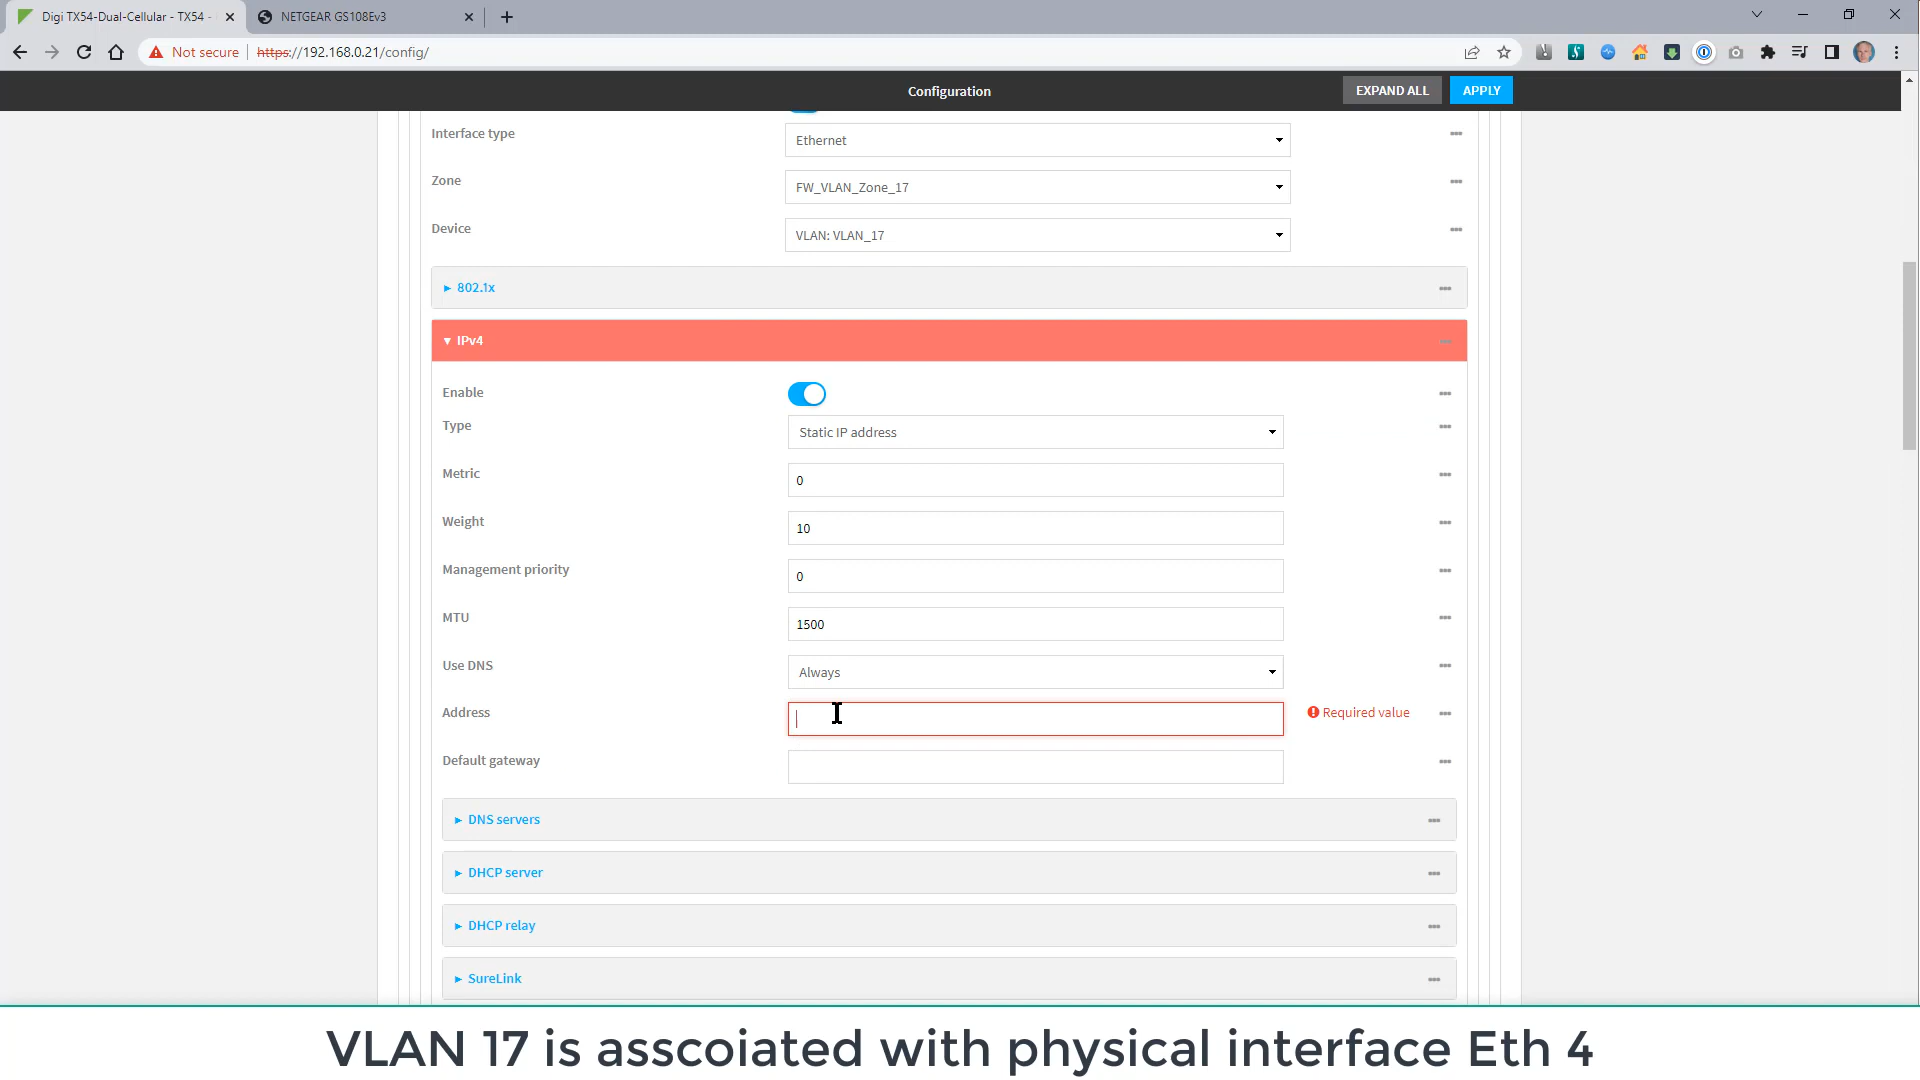 Digi TX54-Dual-Cellular - TX54 -
NETGEAR GS108Ev3
Not secure
https://192.168.0.21/config/
Configuration
EXPAND ALL
APPLY
Interface type
Ethernet
Zone
FW_VLAN_Zone_17
Device
VLAN: VLAN_17
802.1x
IPv4
Enable
Type
Static IP address
Metric
0
Weight
10
Management priority
0
MTU
1500
Use DNS
Always
Address
Required value
Default gateway
DNS servers
DHCP server
DHCP relay
SureLink
VLAN 17 is asscoiated with physical interface Eth 4